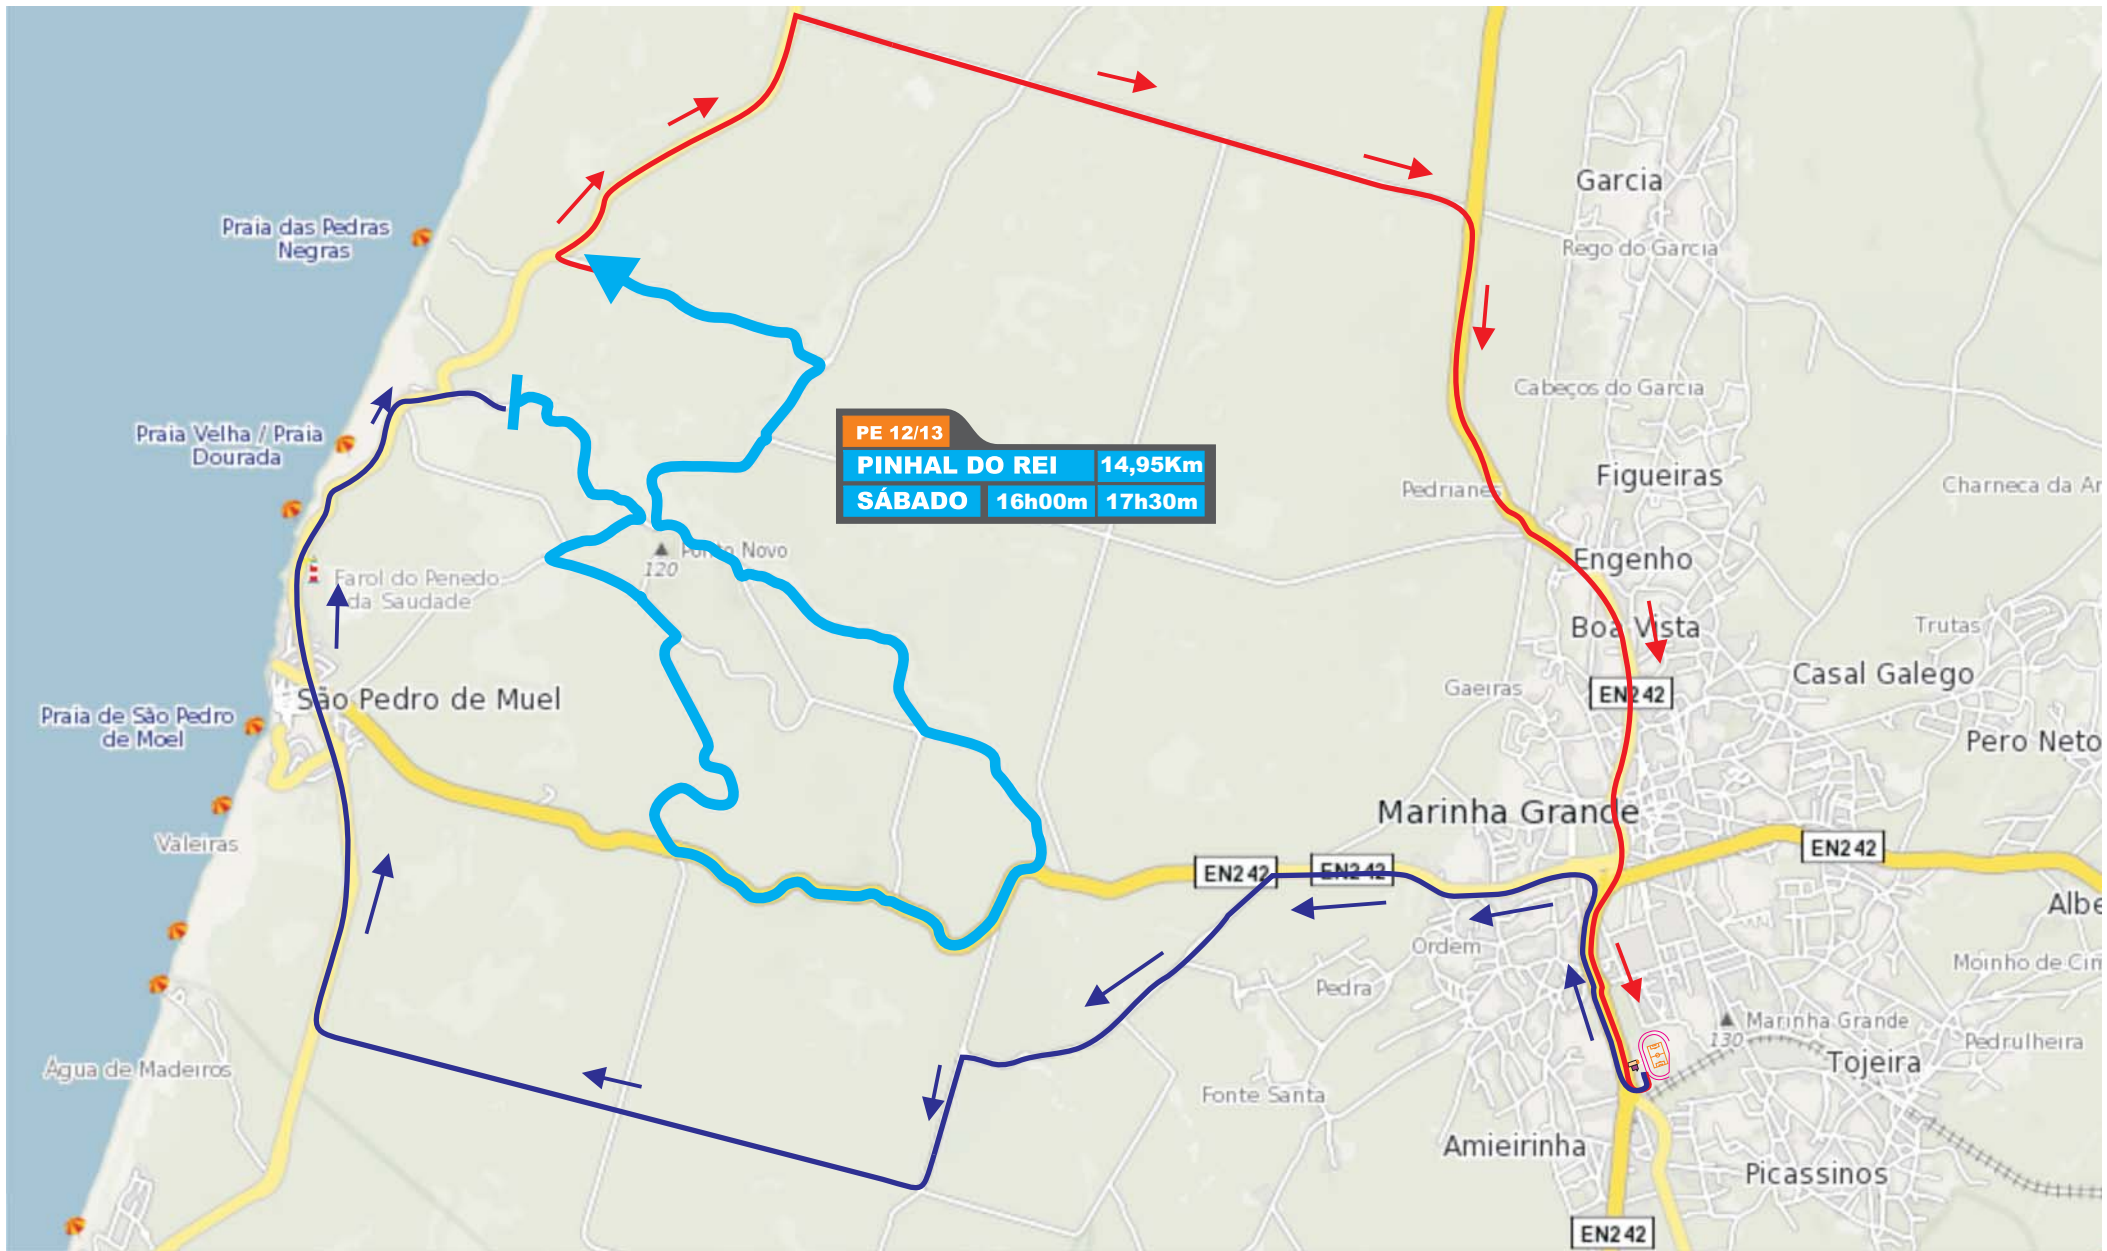 Garcia
Praia das Pedras
Negras
Rego do Garcia
Cabeços do Garcia
Praia Velha / Praia
Dourada
PE 12/13
PINHAL DO REI 14,95Km
SÁBADO 16h00m 17h30m
Figueiras
Pedrianes
Charneca da Ar
Ponto Novo
120
Engenho
Farol do Penedo
da Saudade
Boa Vista
Trutas
Casal Galego
EN242
Gaeiras
São Pedro de Muel
Praia de São Pedro
de Moel
Pero Neto
Marinha Grande
Valeiras
EN242
EN242
EN242
Albe
Ordem
Pedra
Moinho de Cim
Marinha Grande
130
Pedrulheira
Tojeira
Água de Madeiros
Fonte Santa
Amieirinha
Picassinos
EN242